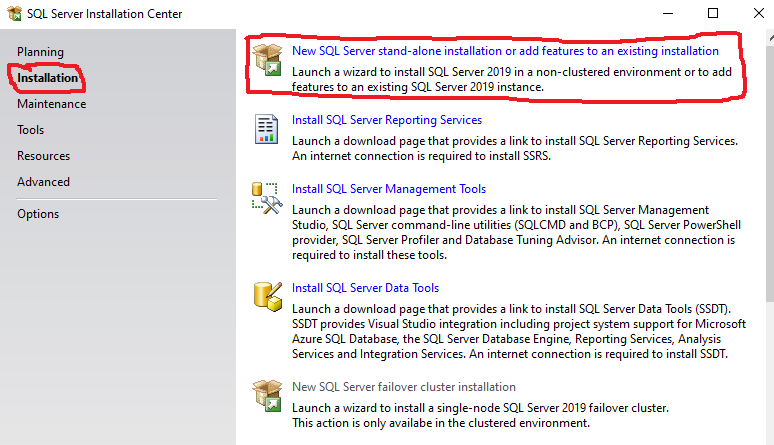 SQL Server Installation Center
Planning
Installation
Maintenance
Tools
Resources
Advanced
Options
New SQL Server stand-alone installation or add features to an existing installation
Launch a wizard to install SQL Server 2019 in a non-clustered environment or to add
features to an existing SQL Server 2019 instance.
Install SQL Server Reporting Services
Launch a download page that provides a link to install SQL Server Reporting Services.
An internet connection is required to install SSRS.
Install SQL Server Management Tools
Launch a download page that provides a link to install SQL Server Management
Studio, SQL Server command-line utilities (SQLCMD and BCP), SQL Server PowerShell
provider, SQL Server Profiler and Database Tuning Advisor. An internet connection is
required to install these tools.
Install SQL Server Data Tools
Launch a download page that provides a link to install SQL Server Data Tools (SSDT).
SSDT provides Visual Studio integration including project system support for Microsoft
Azure SQL Database, the SQL Server Database Engine, Reporting Services, Analysis
Services and Integration Services. An internet connection is required to install SSDT.
New SQL Server failover cluster installation
Launch a wizard to install a single-node SQL Server 2019 failover cluster.
This action is only availabe in the clustered environment.